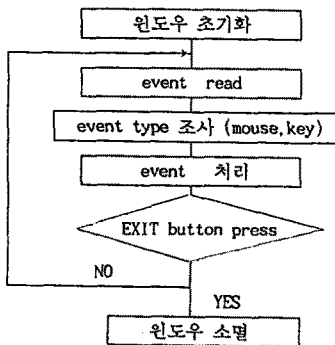 윈도우 초기화
event read
event type 조사 (mouse,key)
event 처리
EXIT button press
NO
YES
윈도우 소멸